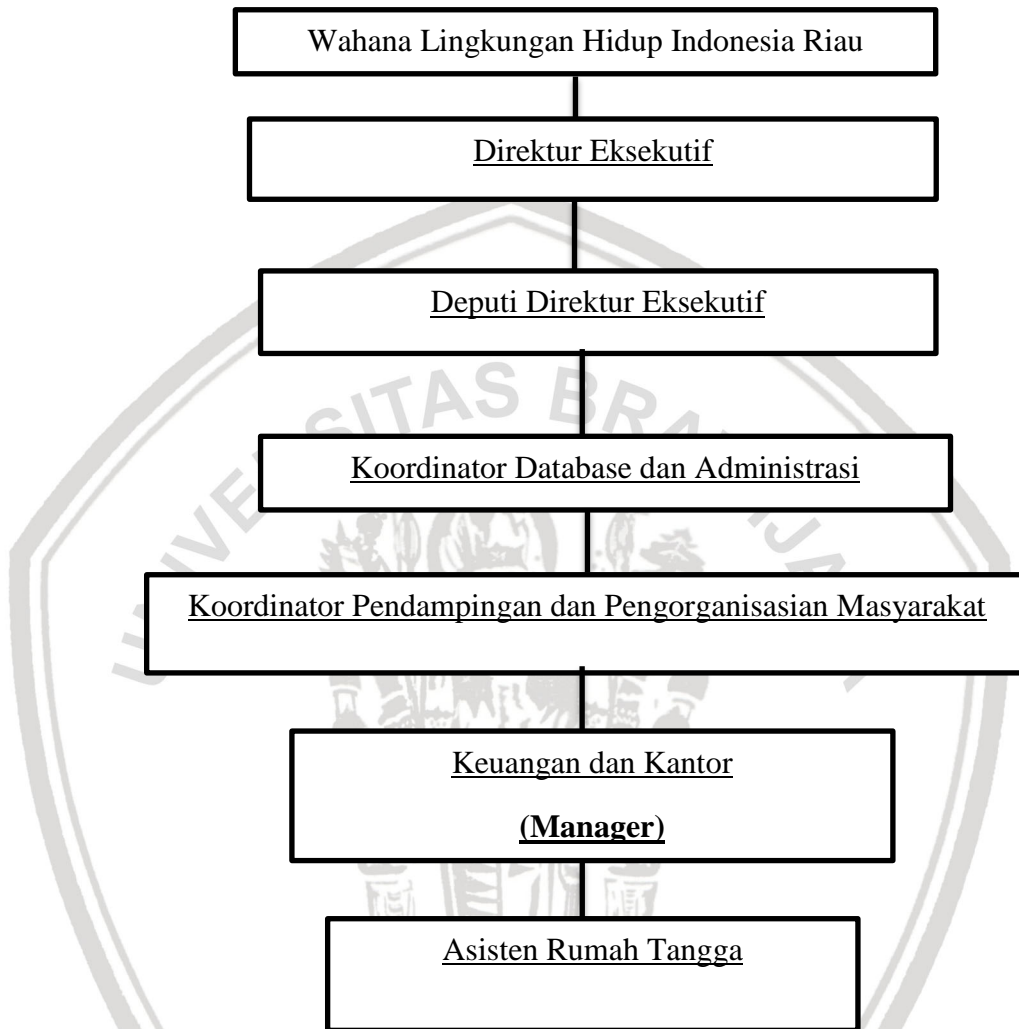 Wahana Lingkungan Hidup Indonesia Riau
Direktur Eksekutif
Deputi Direktur Eksekutif
Koordinator Database dan Administrasi
Koordinator Pendampingan dan Pengorganisasian Masyarakat
Keuangan dan Kantor
(Manager)
Asisten Rumah Tangga